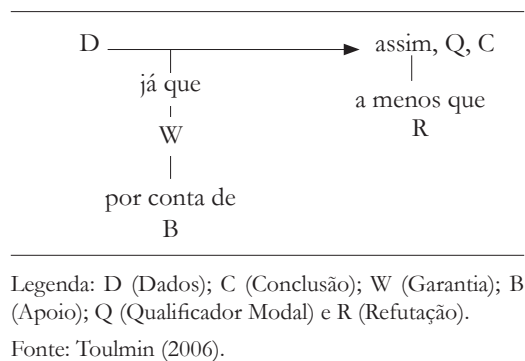 D assim, Q, C
já que
a menos que
R
W
por conta de
B
Legenda: D (Dados); C (Conclusão); W (Garantia); B
(Apoio); Q (Qualificador Modal) e R (Refutação).
Fonte: Toulmin (2006).